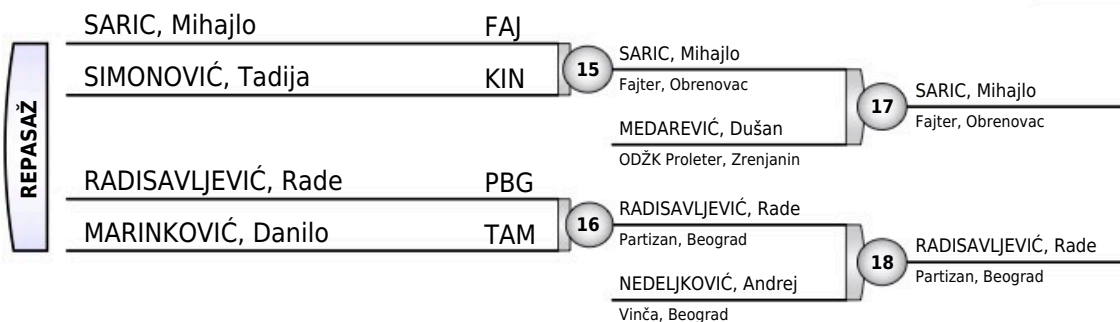 REPASAŽ
SARIC, Mihajlo FAJ
SIMONOVIĆ, Tadija KIN
15
SARIC, Mihajlo
Fajter, Obrenovac
MEDAREVIĆ, Dušan
ODŽK Proleter, Zrenjanin
17
SARIC, Mihajlo
Fajter, Obrenovac
RADISAVLJEVIĆ, Rade PBG
MARINKOVIĆ, Danilo TAM
16
RADISAVLJEVIĆ, Rade
Partizan, Beograd
NEDELJKOVIĆ, Andrej
Vinča, Beograd
18
RADISAVLJEVIĆ, Rade
Partizan, Beograd